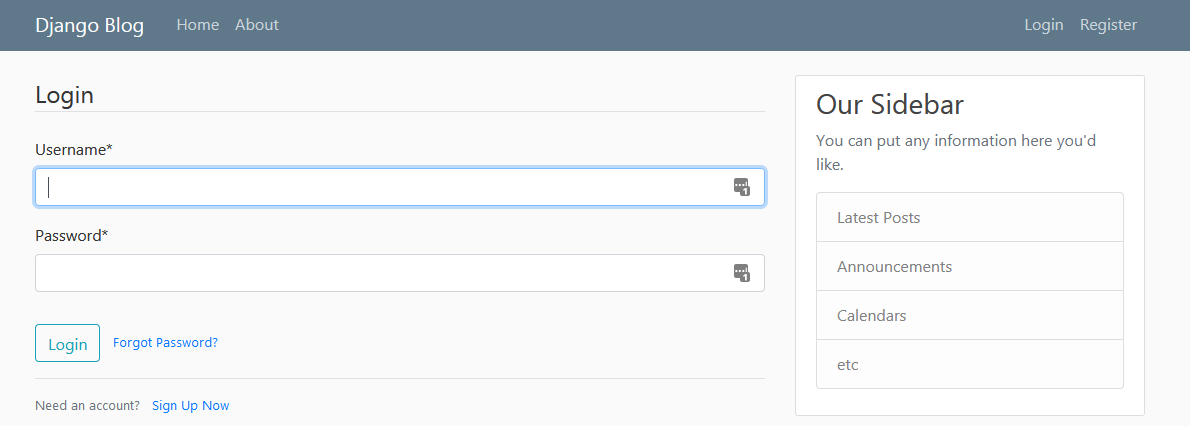 Django Blog Home About Login Register
Login
Username*
Password*
Login Forgot Password?
Need an account? Sign Up Now
Our Sidebar
You can put any information here you'd
like.
Latest Posts
Announcements
Calendars
etc